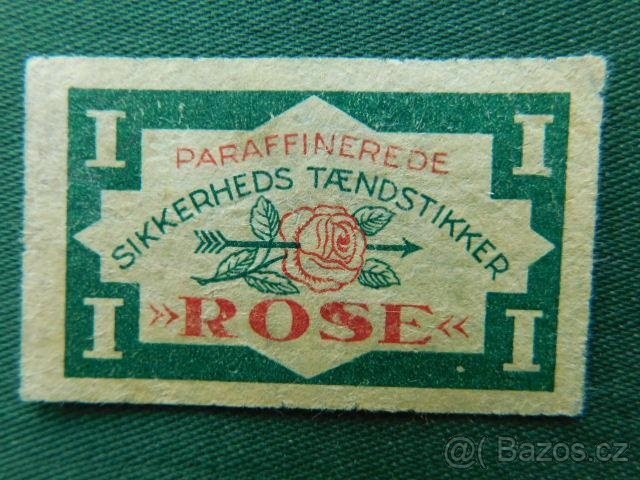 I I
PARAFFINEREDE
SIKKERHEDS TÆNDSTIKKER
»ROSE«
I I
@( Bazos.cz